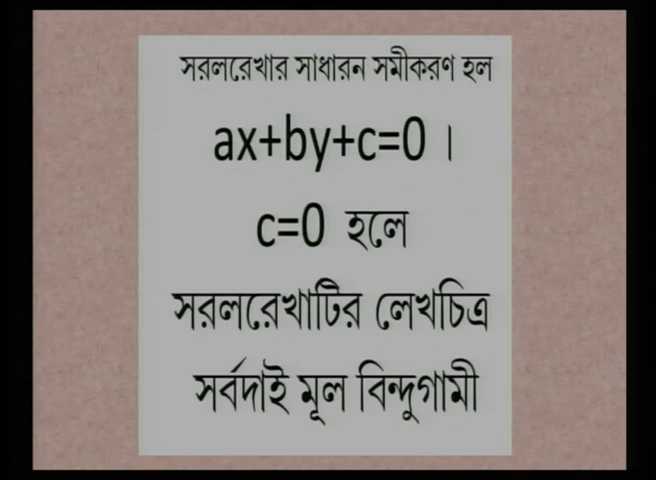 সরলরেখার সাধারন সমীকরণ হল
ax+by+c=0 ।
c=0 হলে
সরলরেখাটির লেখচিত্র
সর্বদাই মূল বিন্দুগামী